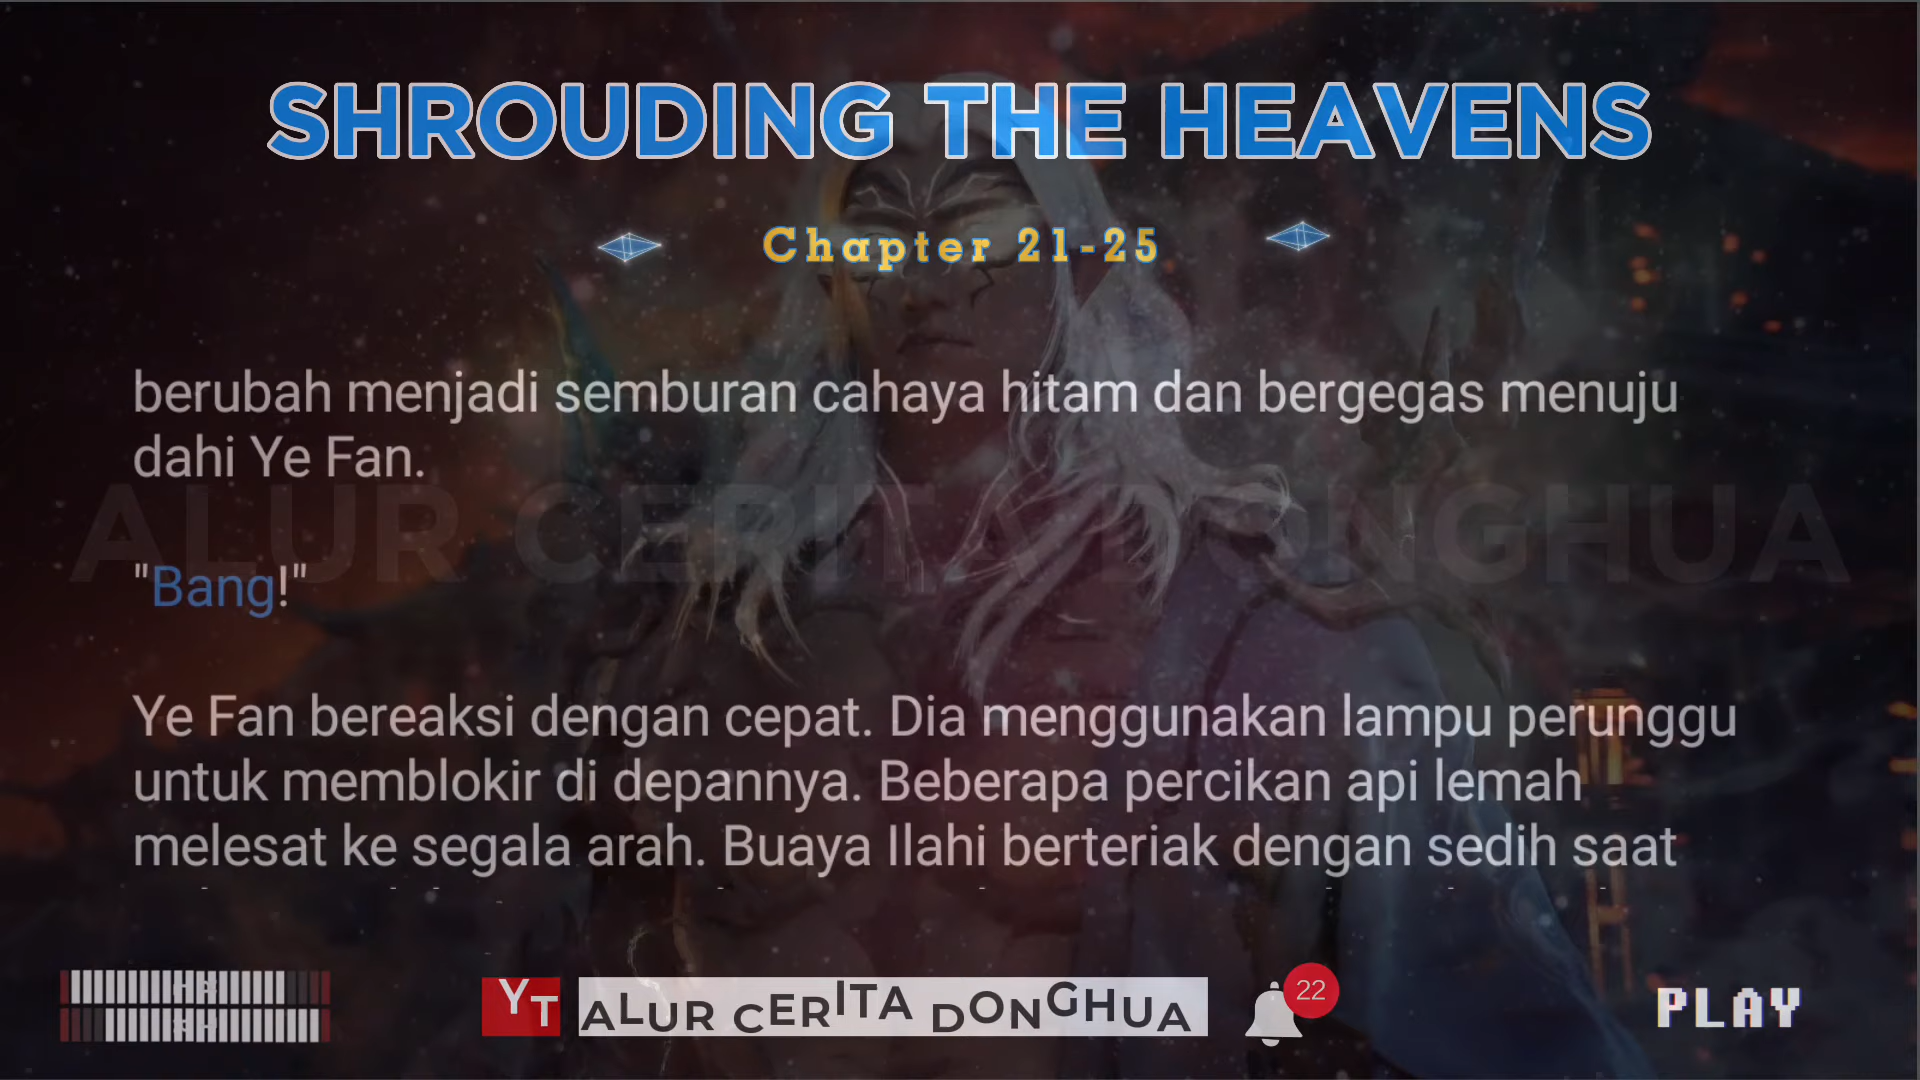 SHROUDING THE HEAVENS
Chapter 21-25
berubah menjadi semburan cahaya hitam dan bergegas menuju
dahi Ye Fan.
ALUR CERITA DONGHUA
"Bang!"
Ye Fan bereaksi dengan cepat. Dia menggunakan lampu perunggu
untuk memblokir di depannya. Beberapa percikan api lemah
melesat ke segala arah. Buaya Ilahi berteriak dengan sedih saat
YT ALUR CERITA DONGHUA
22
PLAY